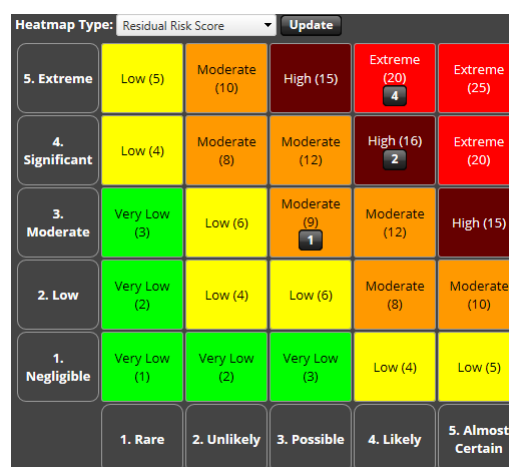 Heatmap Type: Residual Risk Score Update
5. Extreme
Low (5)
Moderate
(10)
High (15)
Extreme
(20)
4
Extreme
(25)
4.
Significant
Low (4)
Moderate
(8)
Moderate
(12)
High (16)
2
Extreme
(20)
3.
Moderate
Very Low
(3)
Low (6)
Moderate
(9)
1
Moderate
(12)
High (15)
2. Low
Very Low
(2)
Low (4)
Low (6)
Moderate
(8)
Moderate
(10)
1.
Negligible
Very Low
(1)
Very Low
(2)
Very Low
(3)
Low (4)
Low (5)
1. Rare
2. Unlikely
3. Possible
4. Likely
5. Almost
Certain